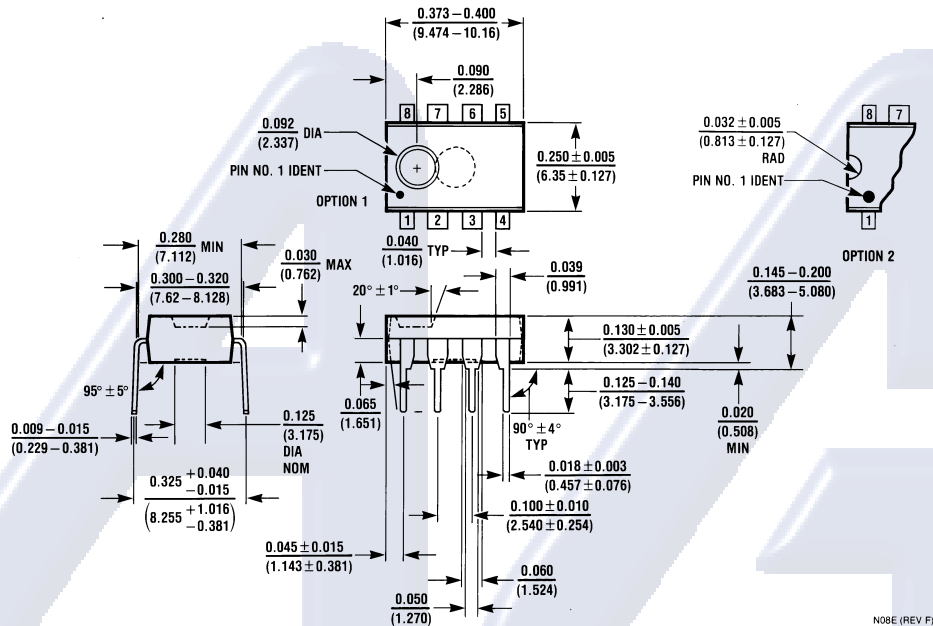 0.373 – 0.400
(9.474 – 10.16)
0.090
(2.286)
8 7 6 5
0.092 DIA
(2.337)
PIN NO. 1 IDENT
OPTION 1
1 2 3 4
0.250 ± 0.005
(6.35 ± 0.127)
8 7
0.032 ± 0.005
(0.813 ± 0.127)
RAD
PIN NO. 1 IDENT
1
OPTION 2
0.280 MIN
(7.112)
0.300 – 0.320
(7.62 – 8.128)
0.030 MAX
(0.762)
95° ± 5°
0.009 – 0.015
(0.229 – 0.381)
0.125
(3.175)
DIA
NOM
0.325 +0.040
−0.015
(8.255 +1.016
−0.381)
0.040 TYP
(1.016)
0.039
(0.991)
20° ± 1°
0.145 – 0.200
(3.683 – 5.080)
0.130 ± 0.005
(3.302 ± 0.127)
0.125 – 0.140
(3.175 – 3.556)
0.020
(0.508)
MIN
0.065
(1.651)
90° ± 4°
TYP
0.018 ± 0.003
(0.457 ± 0.076)
0.100 ± 0.010
(2.540 ± 0.254)
0.045 ± 0.015
(1.143 ± 0.381)
0.060
(1.524)
0.050
(1.270)
N08E (REV F)